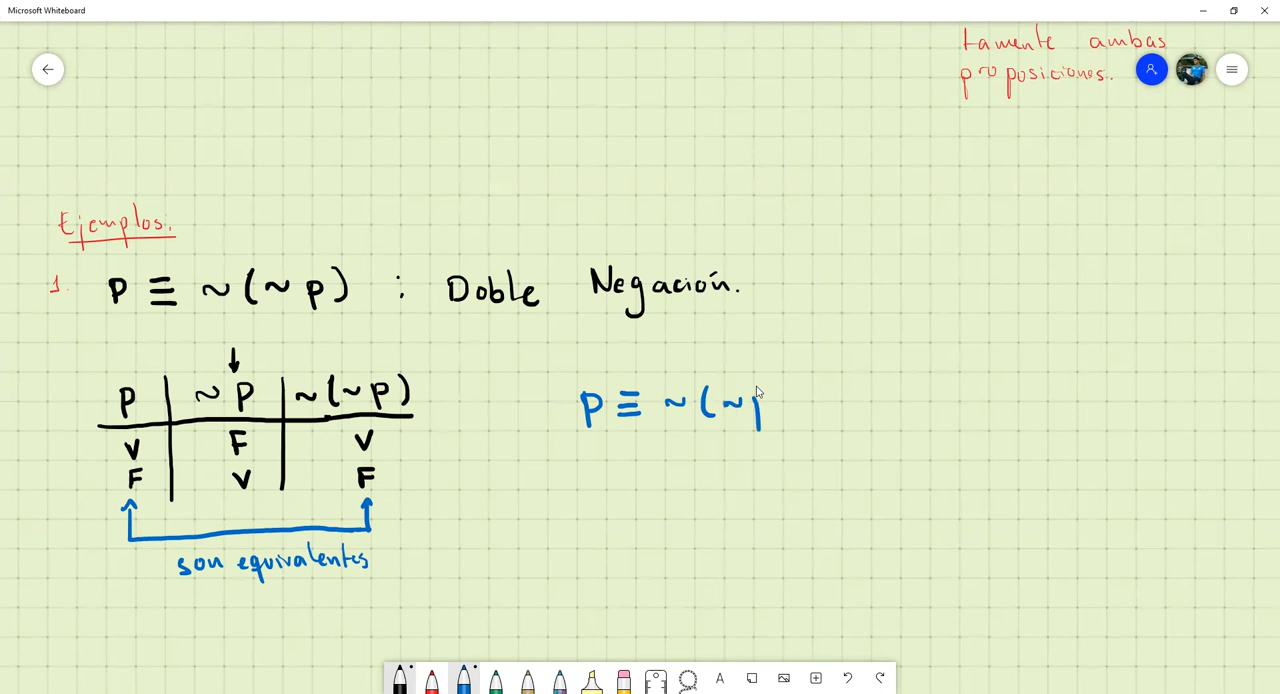 Microsoft Whiteboard
tamente ambas
proposiciones.
Ejemplos.
1. p ≡ ~(~p) : Doble Negación.
p | ~p | ~(~p)
V | F | V
F | V | F
son equivalentes
p ≡ ~(~p
A